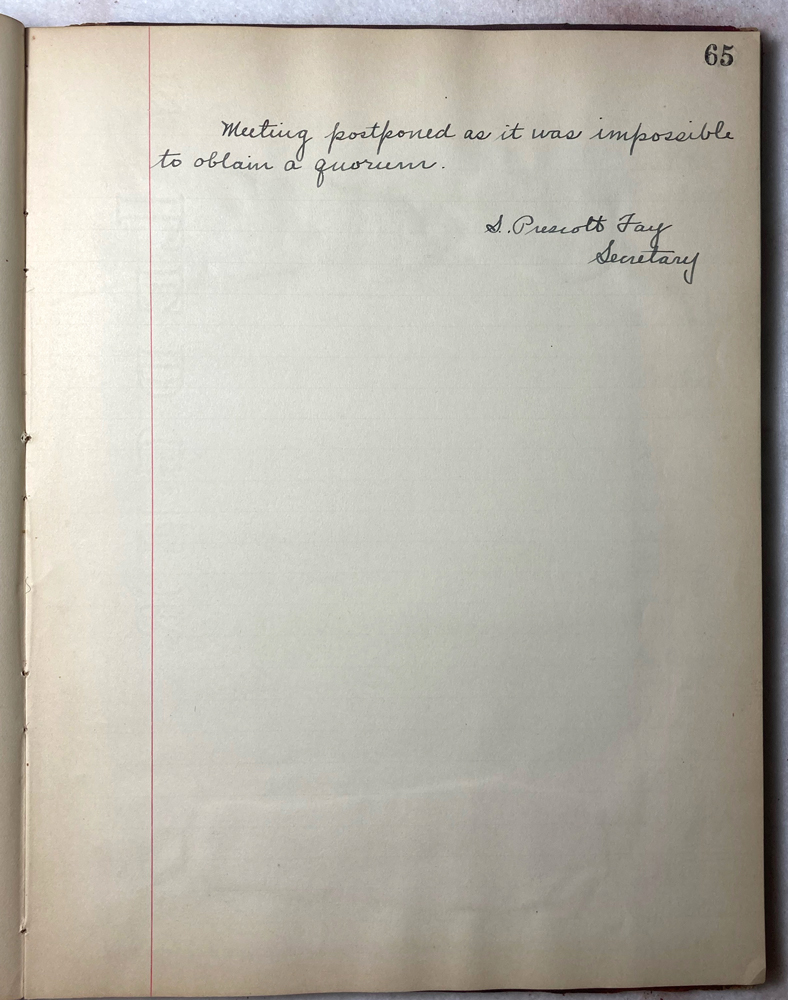 65
Meeting postponed as it was impossible
to obtain a quorum.
S. Prescott Fay
Secretary